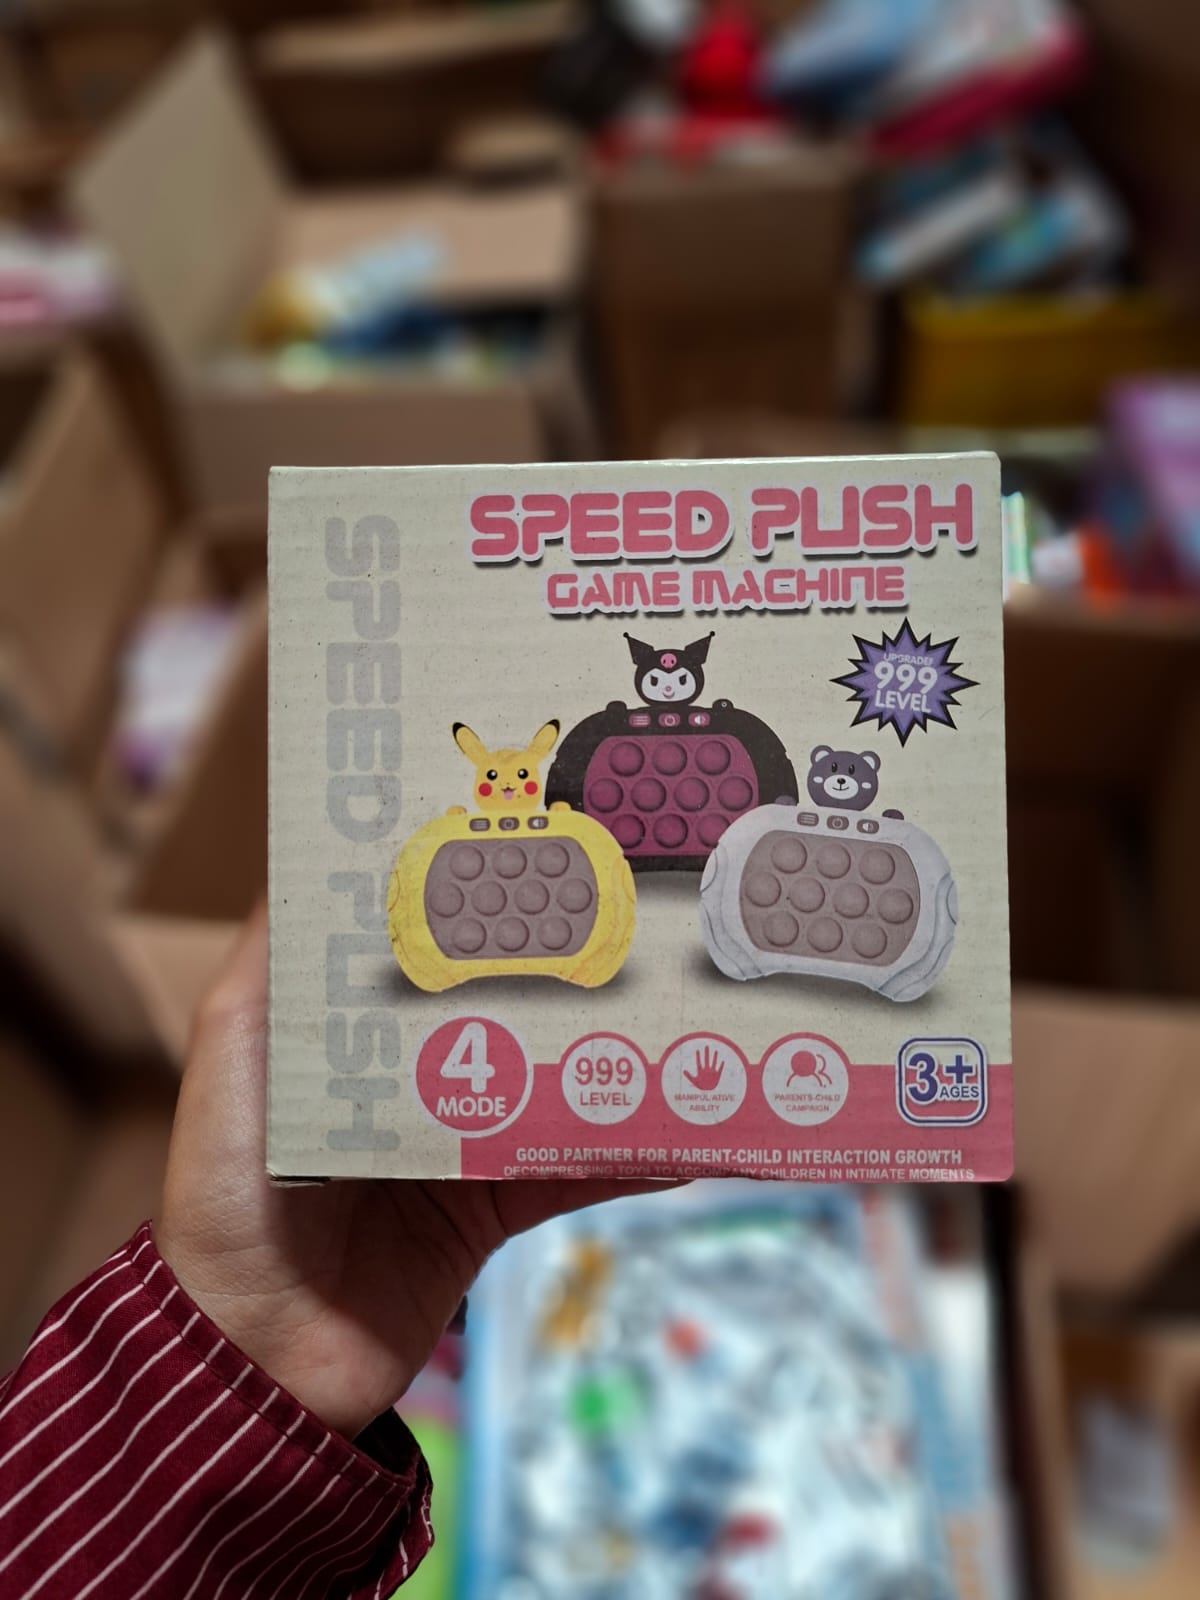 SPEED PUSH
GAME MACHINE
SPEED PUSH
UPGRADE!
999
LEVEL
4
MODE
999
LEVEL
MANIPULATIVE
ABILITY
PARENTS-CHILD
CAMPAIGN
3+
AGES
GOOD PARTNER FOR PARENT-CHILD INTERACTION GROWTH
DECOMPRESSING TOYS TO ACCOMPANY CHILDREN IN INTIMATE MOMENTS